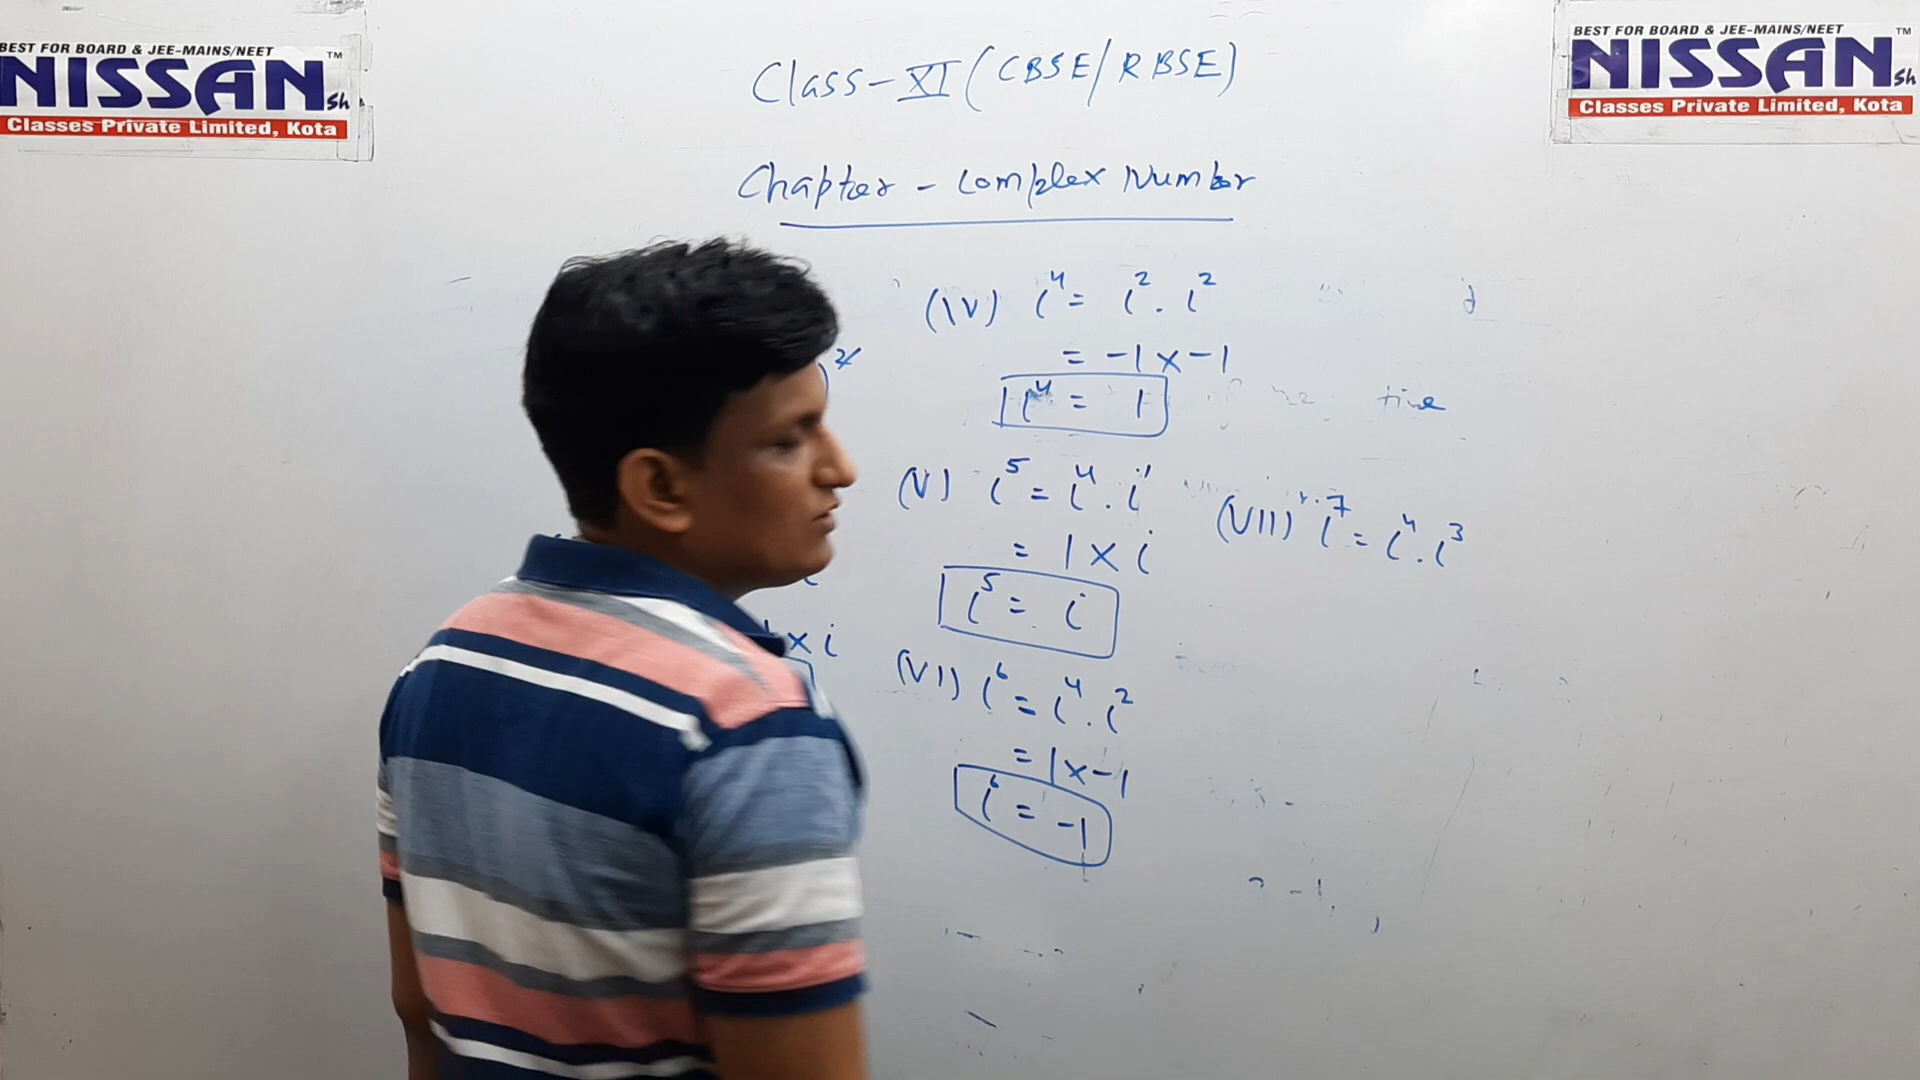 BEST FOR BOARD & JEE-MAINS/NEET
NISSAN Sh ™
Classes Private Limited, Kota
BEST FOR BOARD & JEE-MAINS/NEET
NISSAN Sh ™
Classes Private Limited, Kota
Class-XI (CBSE/RBSE)
Chapter - Complex Number
(IV) i⁴ = i² . i²
= -1 x -1
i⁴ = 1
)²
tive
(V) i⁵ = i⁴ . i¹
= 1 x i
i⁵ = i
x i
(VI) i⁶ = i⁴ . i²
= 1 x -1
i⁶ = -1
(VII) i⁷ = i⁴ . i³